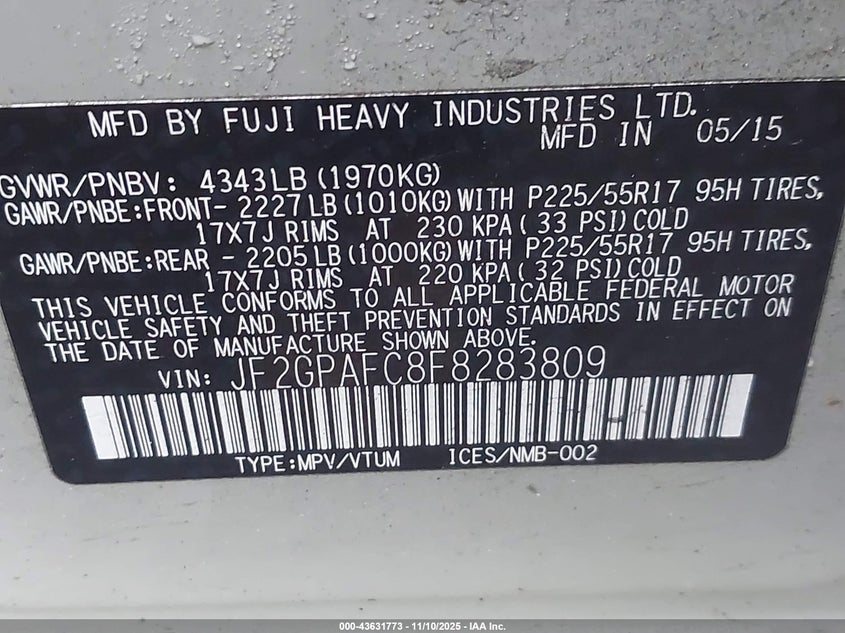 MFD BY FUJI HEAVY INDUSTRIES LTD.
MFD IN 05/15
GVWR/PNBV: 4343LB (1970KG)
GAWR/PNBE:FRONT- 2227LB (1010KG) WITH P225/55R17 95H TIRES,
17X7J RIMS AT 230 KPA ( 33 PSI) COLD
GAWR/PNBE:REAR - 2205LB (1000KG) WITH P225/55R17 95H TIRES,
17X7J RIMS AT 220 KPA ( 32 PSI) COLD
THIS VEHICLE CONFORMS TO ALL APPLICABLE FEDERAL MOTOR
VEHICLE SAFETY AND THEFT PREVENTION STANDARDS IN EFFECT ON
THE DATE OF MANUFACTURE SHOWN ABOVE.
VIN: JF2GPAFC8F8283809
TYPE:MPV/VTUM ICES/NMB-002
000-43631773 - 11/10/2025 - IAA Inc.